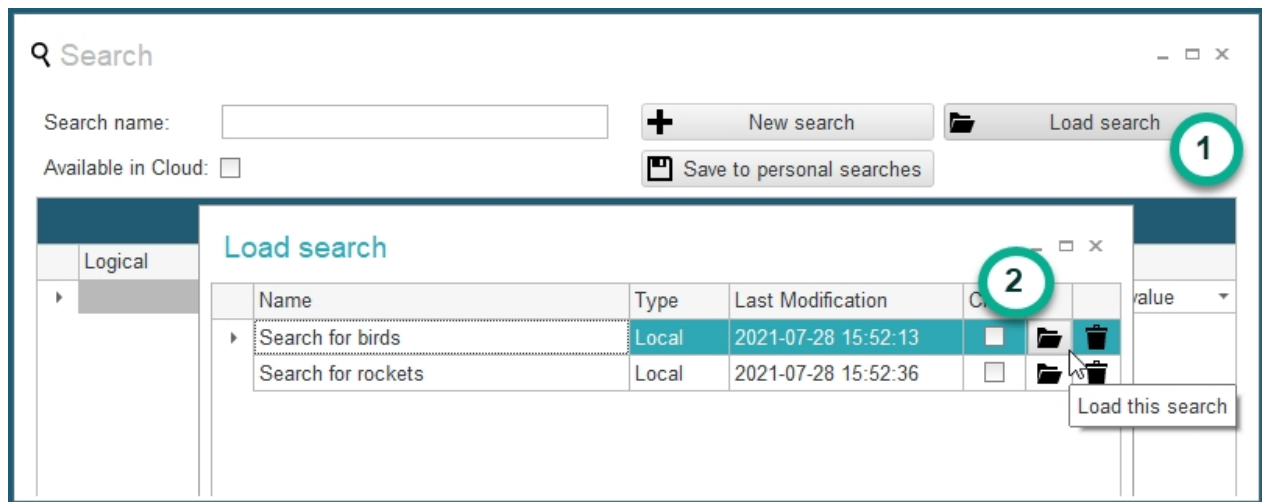 Search
Search name:
New search
Load search
1
Available in Cloud:
Save to personal searches
Load search
2
Logical
Name Type Last Modification
value
Search for birds Local 2021-07-28 15:52:13
Search for rockets Local 2021-07-28 15:52:36
Load this search